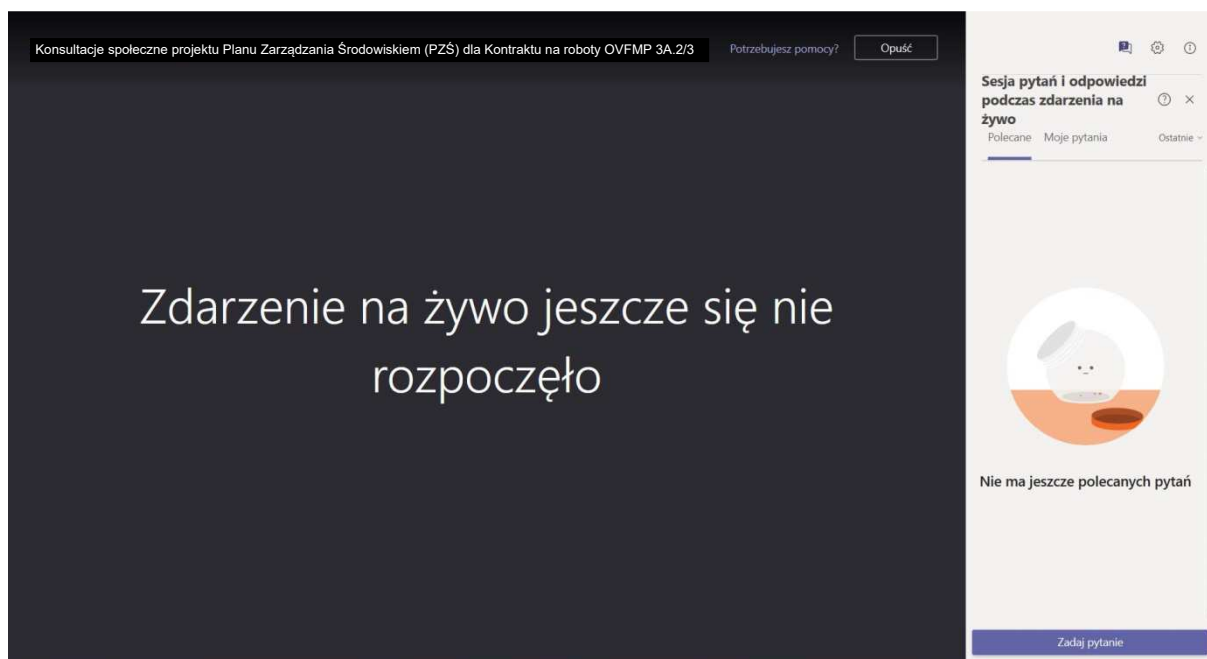 Konsultacje społeczne projektu Planu Zarządzania Środowiskiem (PZŚ) dla Kontraktu na roboty OVFMP 3A.2/3
Potrzebujesz pomocy?
Opuść
Zdarzenie na żywo jeszcze się nie
rozpoczęło
Sesja pytań i odpowiedzi
podczas zdarzenia na
żywo
Polecane
Moje pytania
Ostatnie
Nie ma jeszcze polecanych pytań
Zadaj pytanie